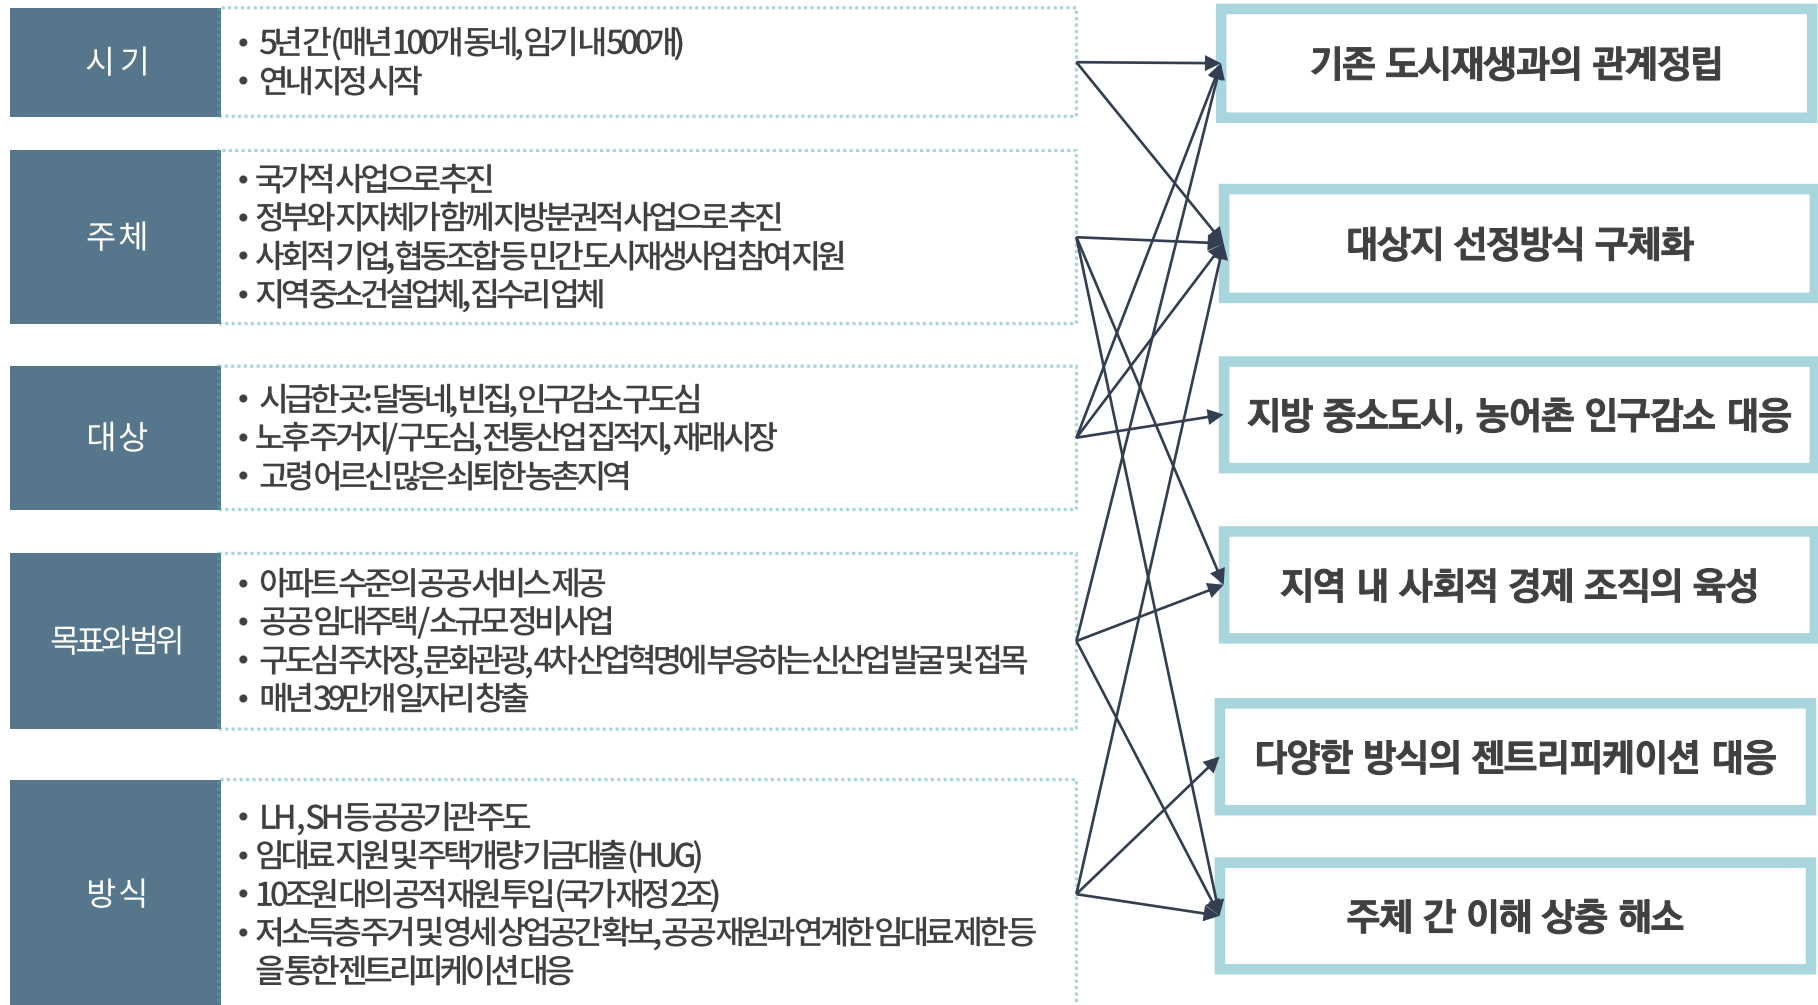 시기
• 5년 간 (매년 100개 동네, 임기 내 500개)
• 연내 지정 시작
주체
• 국가적 사업으로 추진
• 정부와 지자체가 함께 지방분권적 사업으로 추진
• 사회적 기업, 협동조합 등 민간 도시재생사업 참여 지원
• 지역 중소건설업체, 집수리 업체
대상
• 시급한 곳: 달동네, 빈집, 인구감소 구도심
• 노후 주거지/ 구도심, 전통산업 집적지, 재래시장
• 고령 어르신 많은 쇠퇴한 농촌지역
목표와 범위
• 아파트 수준의 공공 서비스 제공
• 공공 임대주택 / 소규모 정비사업
• 구도심 주차장, 문화관광, 4차 산업혁명에 부응하는 신산업 발굴 및 접목
• 매년 39만개 일자리 창출
방식
• LH , SH 등 공공기관 주도
• 임대료 지원 및 주택개량 기금대출 (HUG)
• 10조원 대의 공적 재원 투입 (국가 재정 2조)
• 저소득층 주거 및 영세 상업공간 확보, 공공 재원과 연계한 임대료 제한 등
을 통한 젠트리피케이션 대응
기존 도시재생과의 관계정립
대상지 선정방식 구체화
지방 중소도시, 농어촌 인구감소 대응
지역 내 사회적 경제 조직의 육성
다양한 방식의 젠트리피케이션 대응
주체 간 이해 상충 해소